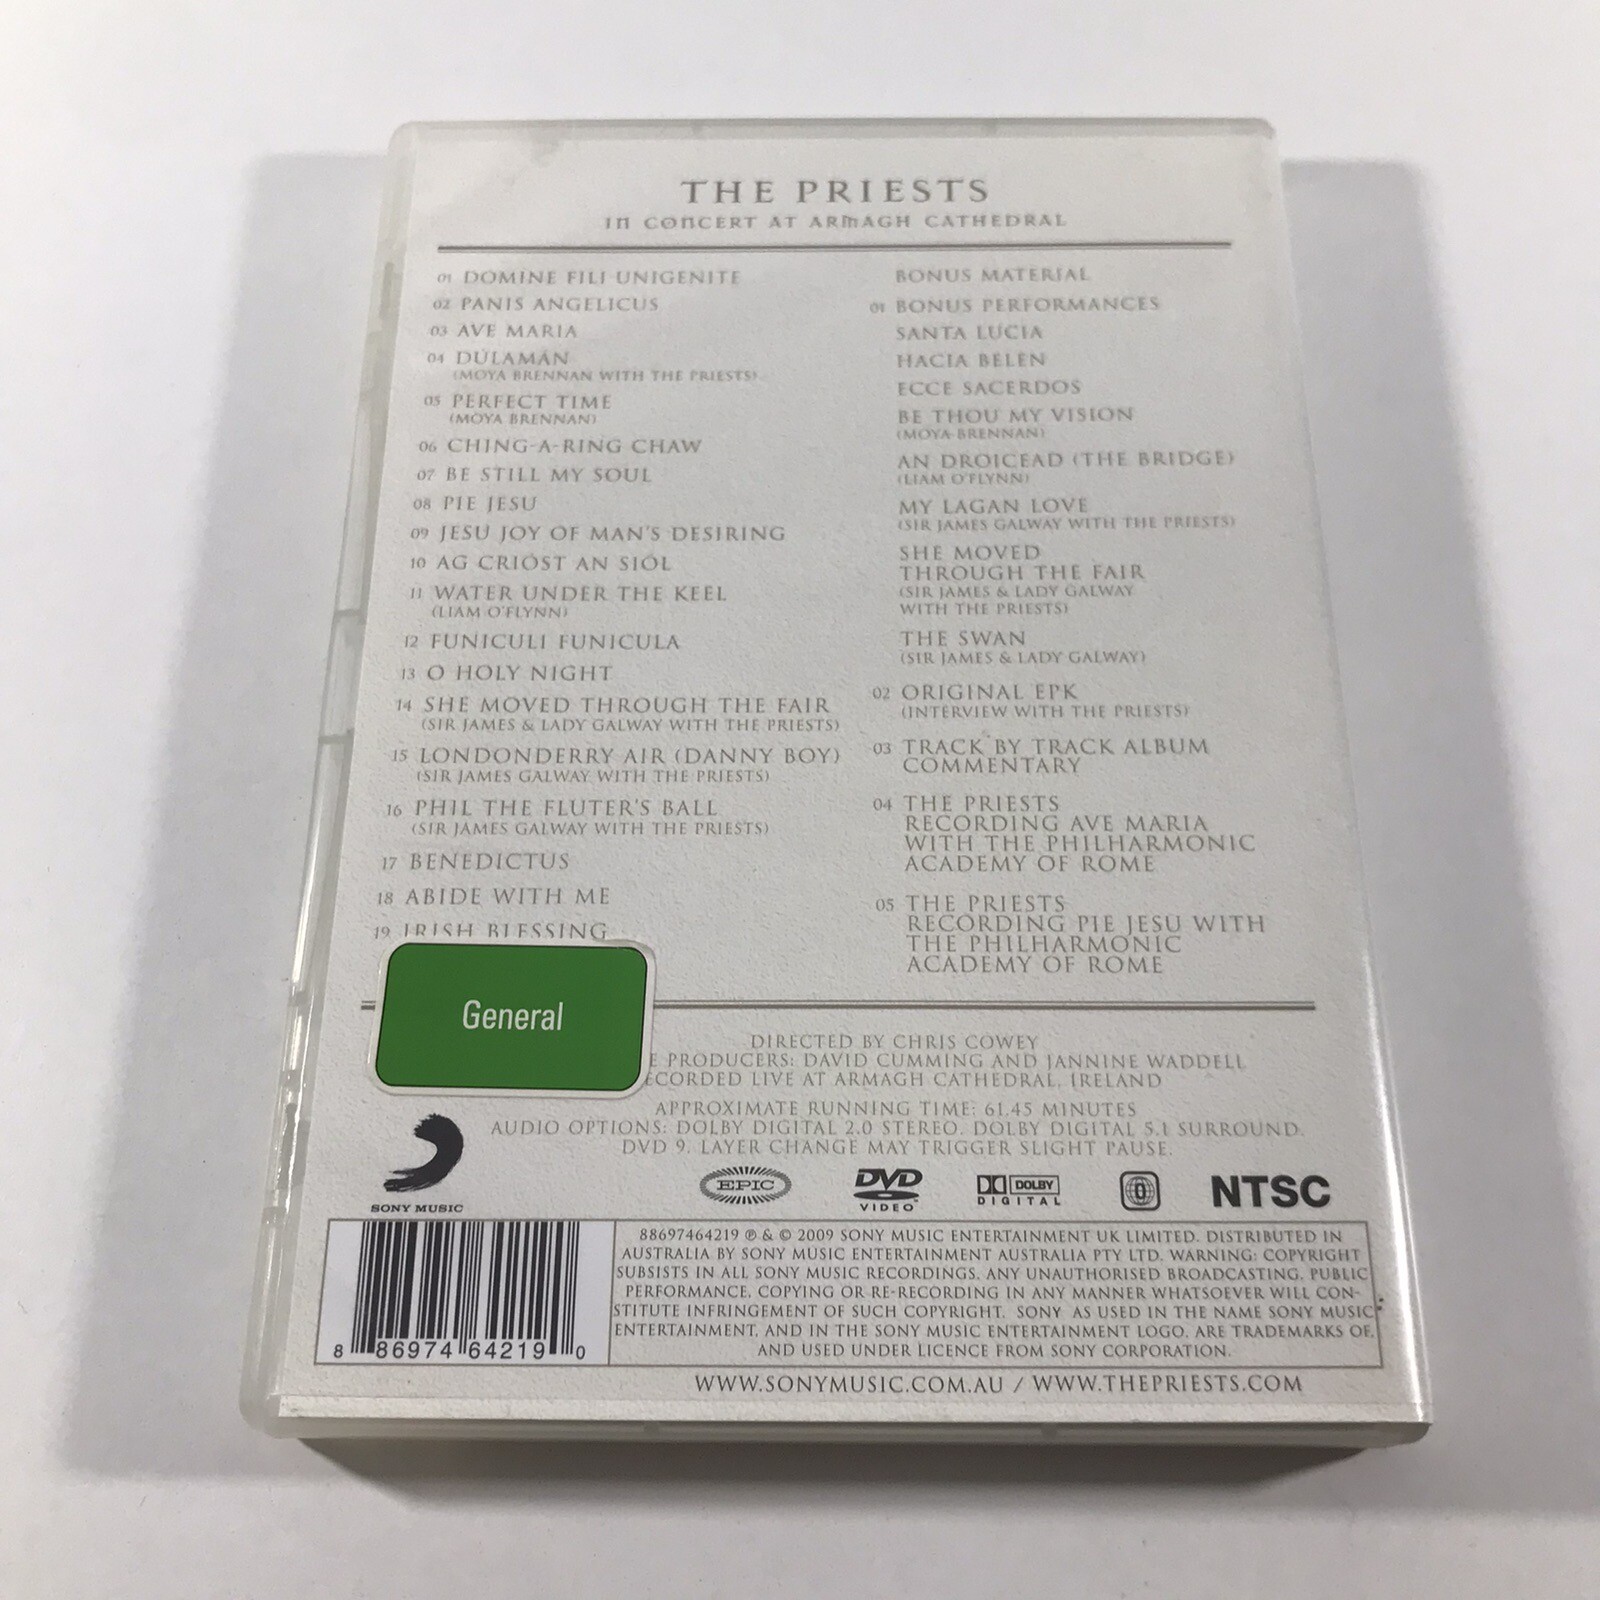 THE PRIESTS
IN CONCERT AT ARMAGH CATHEDRAL
01 DOMINE FILI UNIGENITE
02 PANIS ANGELICUS
03 AVE MARIA
04 DÚLAMÁN
(MOYA BRENNAN WITH THE PRIESTS)
05 PERFECT TIME
(MOYA BRENNAN)
06 CHING-A-RING CHAW
07 BE STILL MY SOUL
08 PIE JESU
09 JESU JOY OF MAN'S DESIRING
10 AG CRÍOST AN SÍOL
11 WATER UNDER THE KEEL
(LIAM O'FLYNN)
12 FUNICULI FUNICULA
13 O HOLY NIGHT
14 SHE MOVED THROUGH THE FAIR
(SIR JAMES & LADY GALWAY WITH THE PRIESTS)
15 LONDONDERRY AIR (DANNY BOY)
(SIR JAMES GALWAY WITH THE PRIESTS)
16 PHIL THE FLUTER'S BALL
(SIR JAMES GALWAY WITH THE PRIESTS)
17 BENEDICTUS
18 ABIDE WITH ME
19 IRISH BLESSING
BONUS MATERIAL
01 BONUS PERFORMANCES
SANTA LUCIA
HACIA BELÉN
ECCE SACERDOS
BE THOU MY VISION
(MOYA BRENNAN)
AN DROICEAD (THE BRIDGE)
(LIAM O'FLYNN)
MY LAGAN LOVE
(SIR JAMES GALWAY WITH THE PRIESTS)
SHE MOVED
THROUGH THE FAIR
(SIR JAMES & LADY GALWAY
WITH THE PRIESTS)
THE SWAN
(SIR JAMES & LADY GALWAY)
02 ORIGINAL EPK
(INTERVIEW WITH THE PRIESTS)
03 TRACK BY TRACK ALBUM
COMMENTARY
04 THE PRIESTS
RECORDING AVE MARIA
WITH THE PHILHARMONIC
ACADEMY OF ROME
05 THE PRIESTS
RECORDING PIE JESU WITH
THE PHILHARMONIC
ACADEMY OF ROME
General
DIRECTED BY CHRIS COWEY
E PRODUCERS: DAVID CUMMING AND JANNINE WADDELL
ECORDED LIVE AT ARMAGH CATHEDRAL, IRELAND
APPROXIMATE RUNNING TIME: 61.45 MINUTES
AUDIO OPTIONS: DOLBY DIGITAL 2.0 STEREO. DOLBY DIGITAL 5.1 SURROUND.
DVD 9. LAYER CHANGE MAY TRIGGER SLIGHT PAUSE.
SONY MUSIC
EPIC
DVD
VIDEO
DOLBY
DIGITAL
0
NTSC
88697464219 ℗ & © 2009 SONY MUSIC ENTERTAINMENT UK LIMITED. DISTRIBUTED IN
AUSTRALIA BY SONY MUSIC ENTERTAINMENT AUSTRALIA PTY LTD. WARNING: COPYRIGHT
SUBSISTS IN ALL SONY MUSIC RECORDINGS. ANY UNAUTHORISED BROADCASTING, PUBLIC
PERFORMANCE, COPYING OR RE-RECORDING IN ANY MANNER WHATSOEVER WILL CON-
STITUTE INFRINGEMENT OF SUCH COPYRIGHT. SONY AS USED IN THE NAME SONY MUSIC
ENTERTAINMENT, AND IN THE SONY MUSIC ENTERTAINMENT LOGO, ARE TRADEMARKS OF,
AND USED UNDER LICENCE FROM SONY CORPORATION.
8 86974 64219 0
WWW.SONYMUSIC.COM.AU / WWW.THEPRIESTS.COM